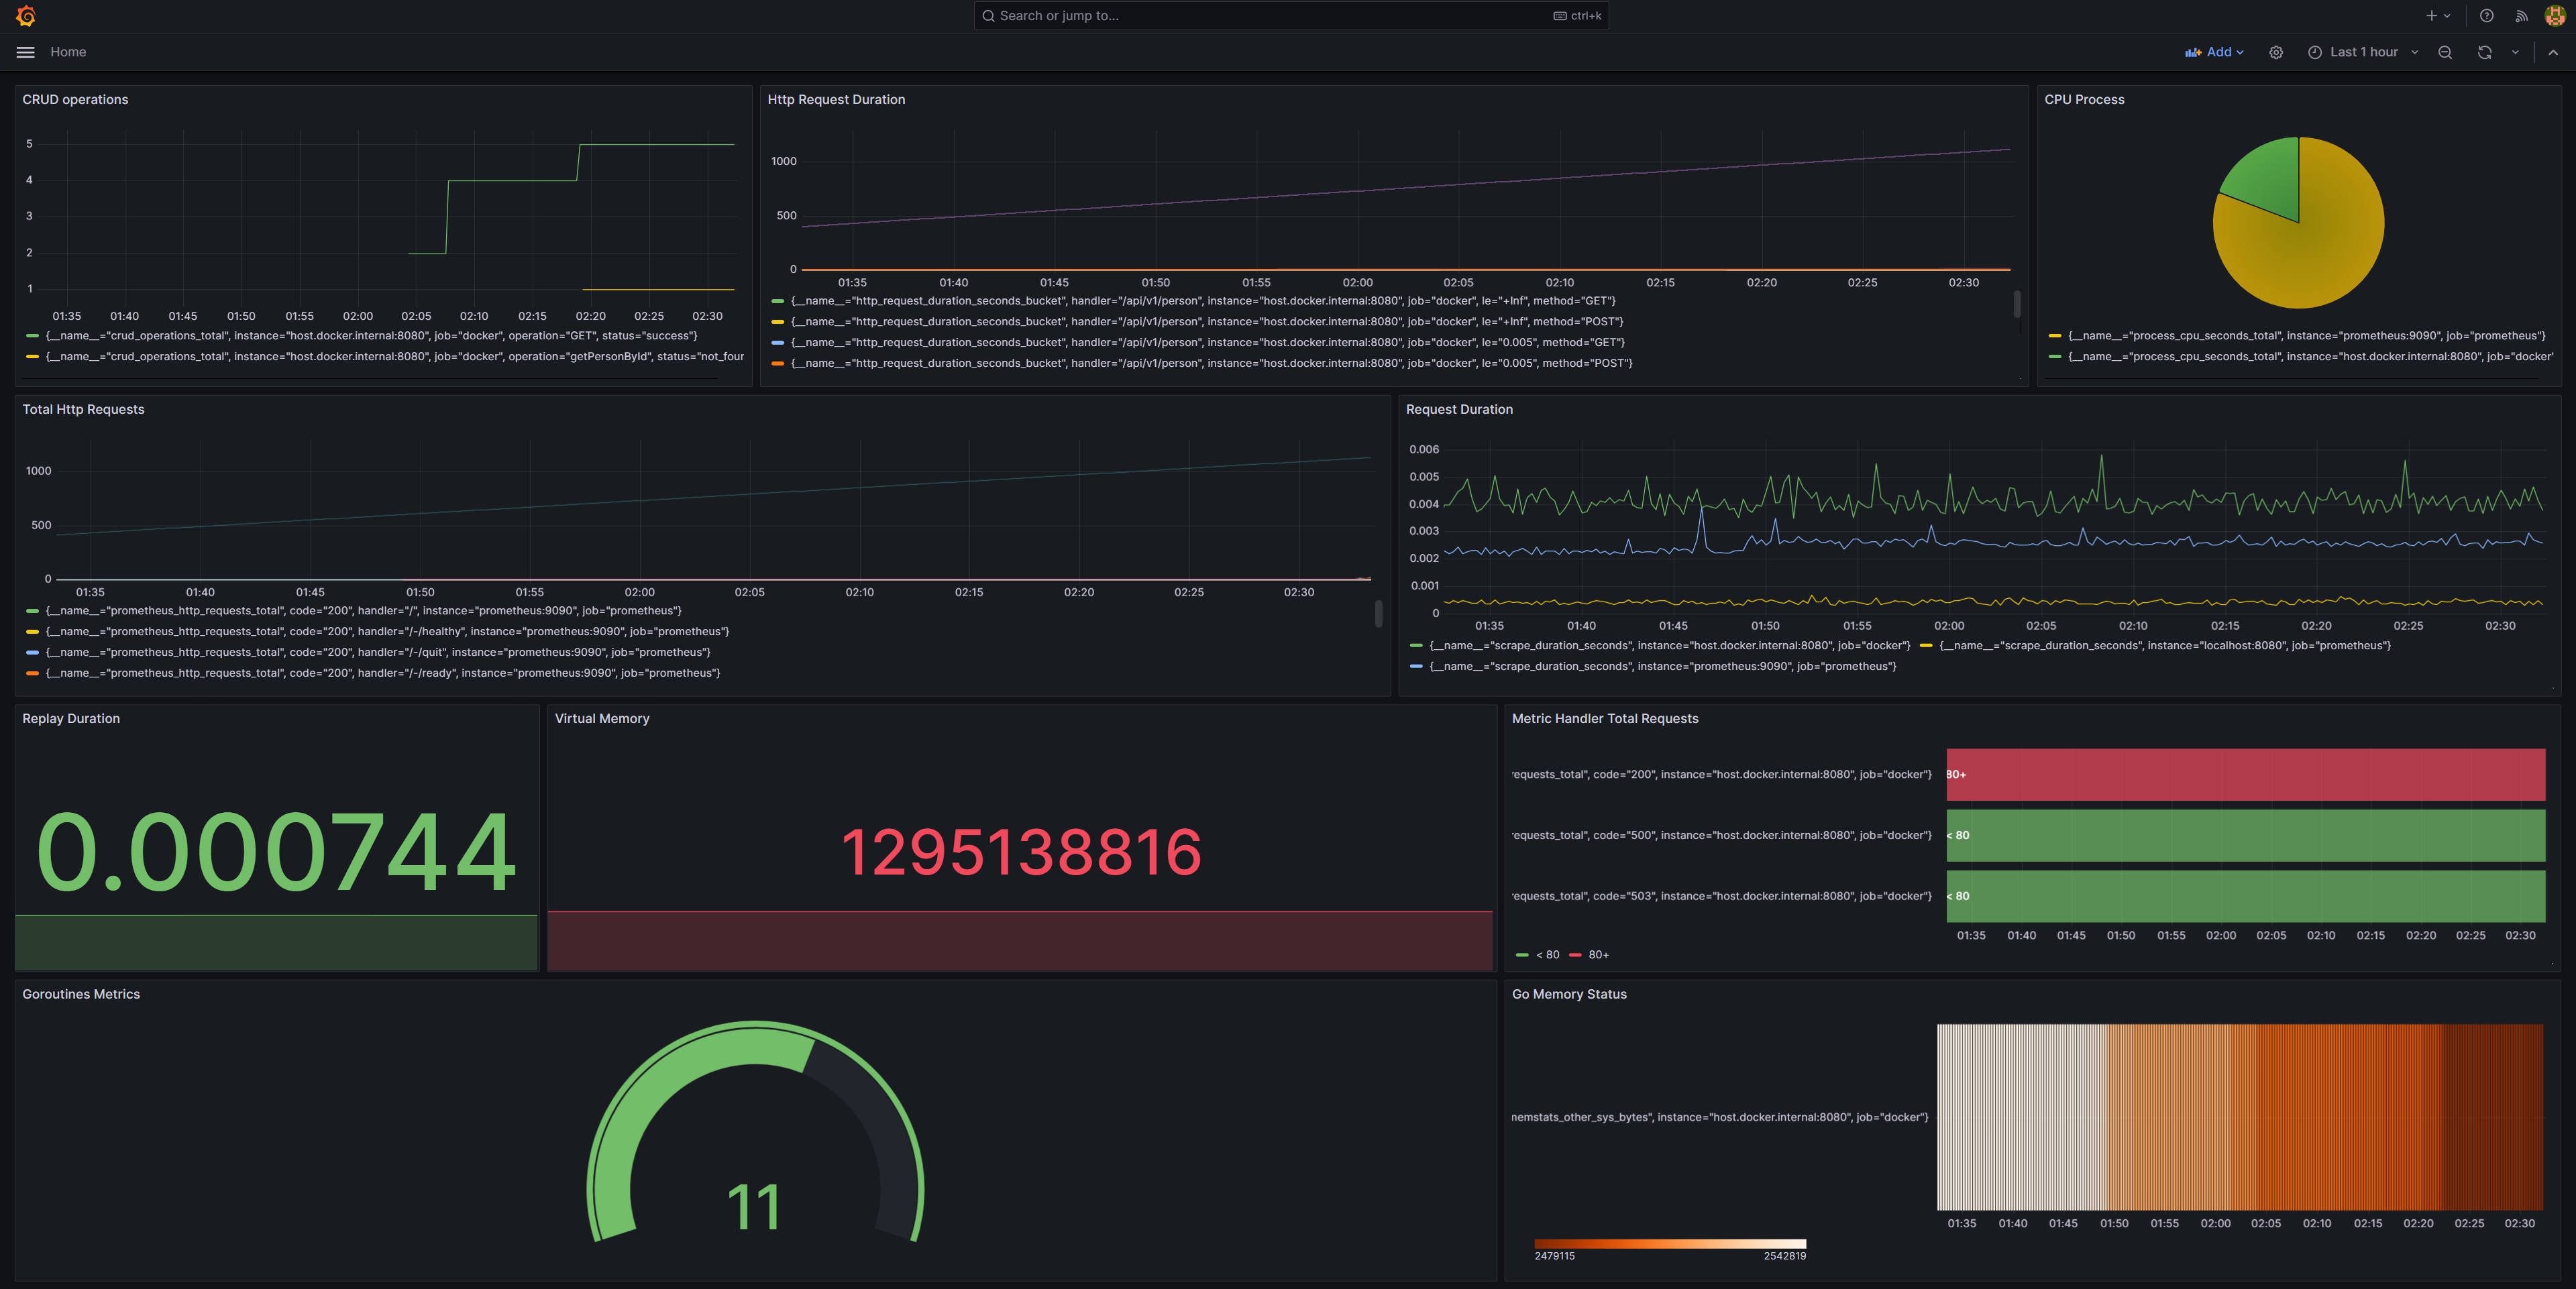 Search or jump to...
ctrl+k
Home
Add
Last 1 hour
CRUD operations
5
4
3
2
1
01:35 01:40 01:45 01:50 01:55 02:00 02:05 02:10 02:15 02:20 02:25 02:30
{__name__="crud_operations_total", instance="host.docker.internal:8080", job="docker", operation="GET", status="success"}
{__name__="crud_operations_total", instance="host.docker.internal:8080", job="docker", operation="getPersonById", status="not_four
Http Request Duration
1000
500
0
01:35 01:40 01:45 01:50 01:55 02:00 02:05 02:10 02:15 02:20 02:25 02:30
{__name__="http_request_duration_seconds_bucket", handler="/api/v1/person", instance="host.docker.internal:8080", job="docker", le="+Inf", method="GET"}
{__name__="http_request_duration_seconds_bucket", handler="/api/v1/person", instance="host.docker.internal:8080", job="docker", le="+Inf", method="POST"}
{__name__="http_request_duration_seconds_bucket", handler="/api/v1/person", instance="host.docker.internal:8080", job="docker", le="0.005", method="GET"}
{__name__="http_request_duration_seconds_bucket", handler="/api/v1/person", instance="host.docker.internal:8080", job="docker", le="0.005", method="POST"}
CPU Process
{__name__="process_cpu_seconds_total", instance="prometheus:9090", job="prometheus"}
{__name__="process_cpu_seconds_total", instance="host.docker.internal:8080", job="docker"
Total Http Requests
1000
500
0
01:35 01:40 01:45 01:50 01:55 02:00 02:05 02:10 02:15 02:20 02:25 02:30
{__name__="prometheus_http_requests_total", code="200", handler="/", instance="prometheus:9090", job="prometheus"}
{__name__="prometheus_http_requests_total", code="200", handler="/-/healthy", instance="prometheus:9090", job="prometheus"}
{__name__="prometheus_http_requests_total", code="200", handler="/-/quit", instance="prometheus:9090", job="prometheus"}
{__name__="prometheus_http_requests_total", code="200", handler="/-/ready", instance="prometheus:9090", job="prometheus"}
Request Duration
0.006
0.005
0.004
0.003
0.002
0.001
0
01:35 01:40 01:45 01:50 01:55 02:00 02:05 02:10 02:15 02:20 02:25 02:30
{__name__="scrape_duration_seconds", instance="host.docker.internal:8080", job="docker"} {__name__="scrape_duration_seconds", instance="localhost:8080", job="prometheus"}
{__name__="scrape_duration_seconds", instance="prometheus:9090", job="prometheus"}
Replay Duration
0.000744
Virtual Memory
1295138816
Metric Handler Total Requests
requests_total", code="200", instance="host.docker.internal:8080", job="docker"} 80+
requests_total", code="500", instance="host.docker.internal:8080", job="docker"} < 80
requests_total", code="503", instance="host.docker.internal:8080", job="docker"} < 80
01:35 01:40 01:45 01:50 01:55 02:00 02:05 02:10 02:15 02:20 02:25 02:30
< 80 80+
Goroutines Metrics
11
Go Memory Status
memstats_other_sys_bytes", instance="host.docker.internal:8080", job="docker"}
01:35 01:40 01:45 01:50 01:55 02:00 02:05 02:10 02:15 02:20 02:25 02:30
2479115 2542819